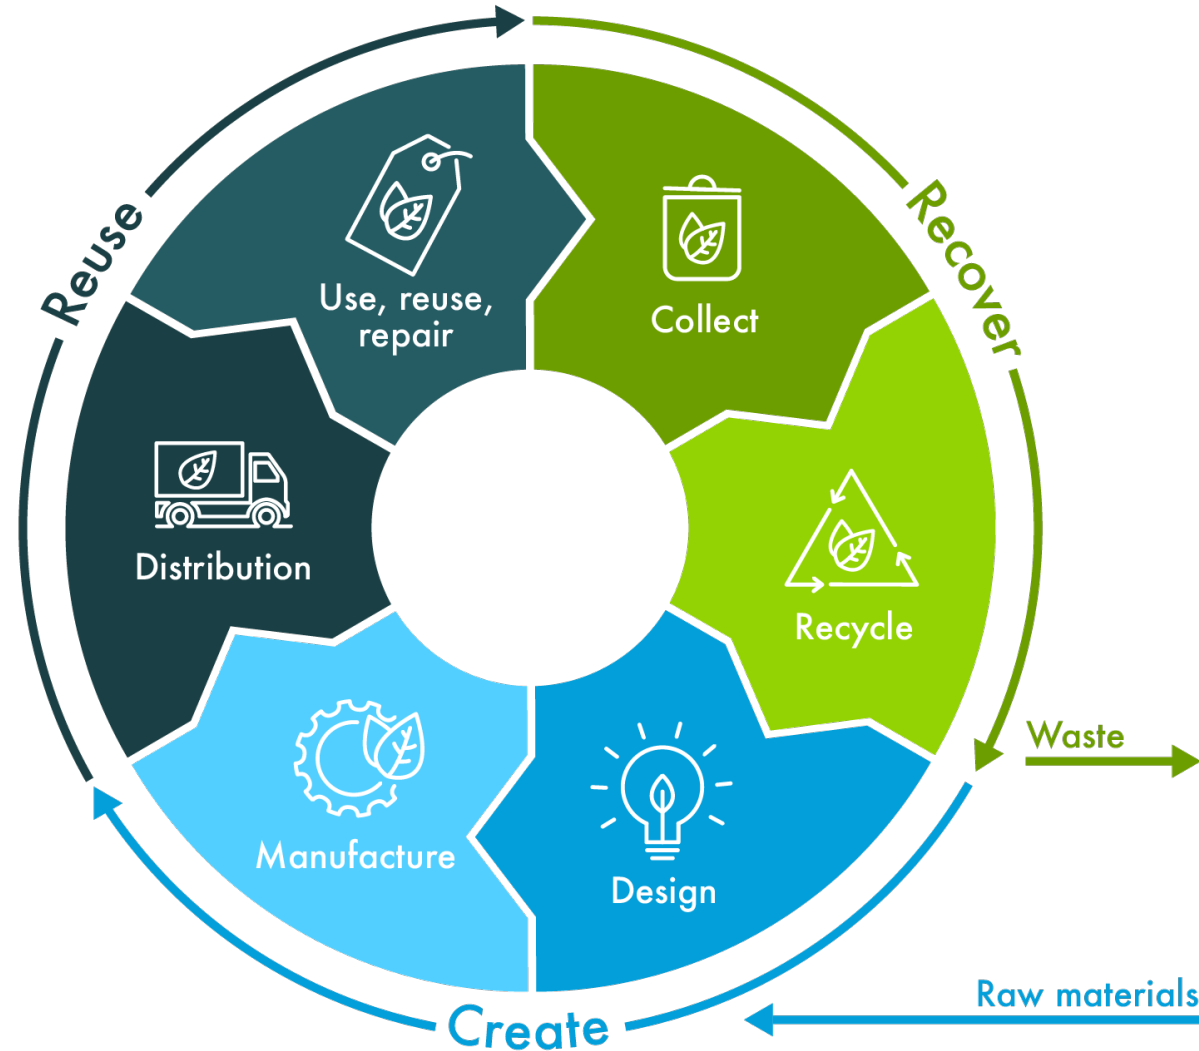 Reuse
Recover
Use, reuse,
repair
Collect
Distribution
Recycle
Waste
Manufacture
Design
Raw materials
Create